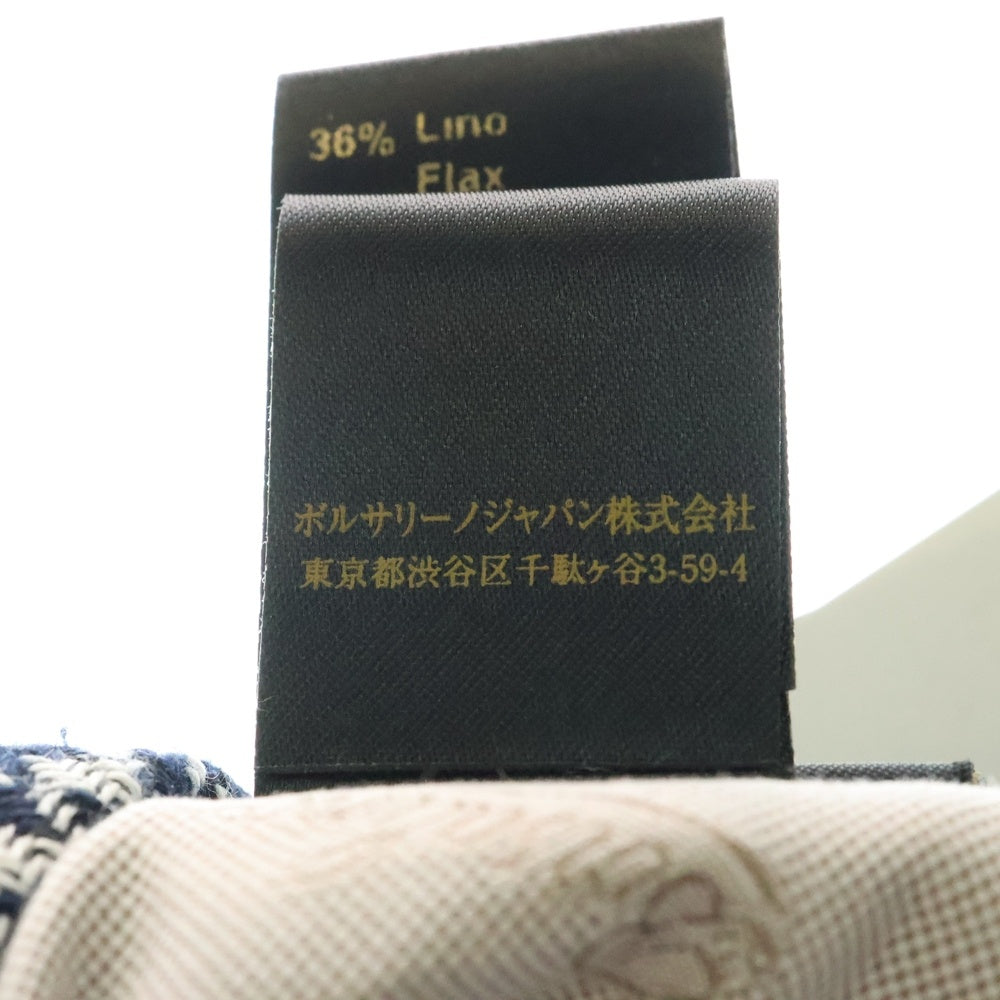 36% Lino
Flax
ボルサリーノジャパン株式会社
東京都渋谷区千駄ヶ谷3-59-4